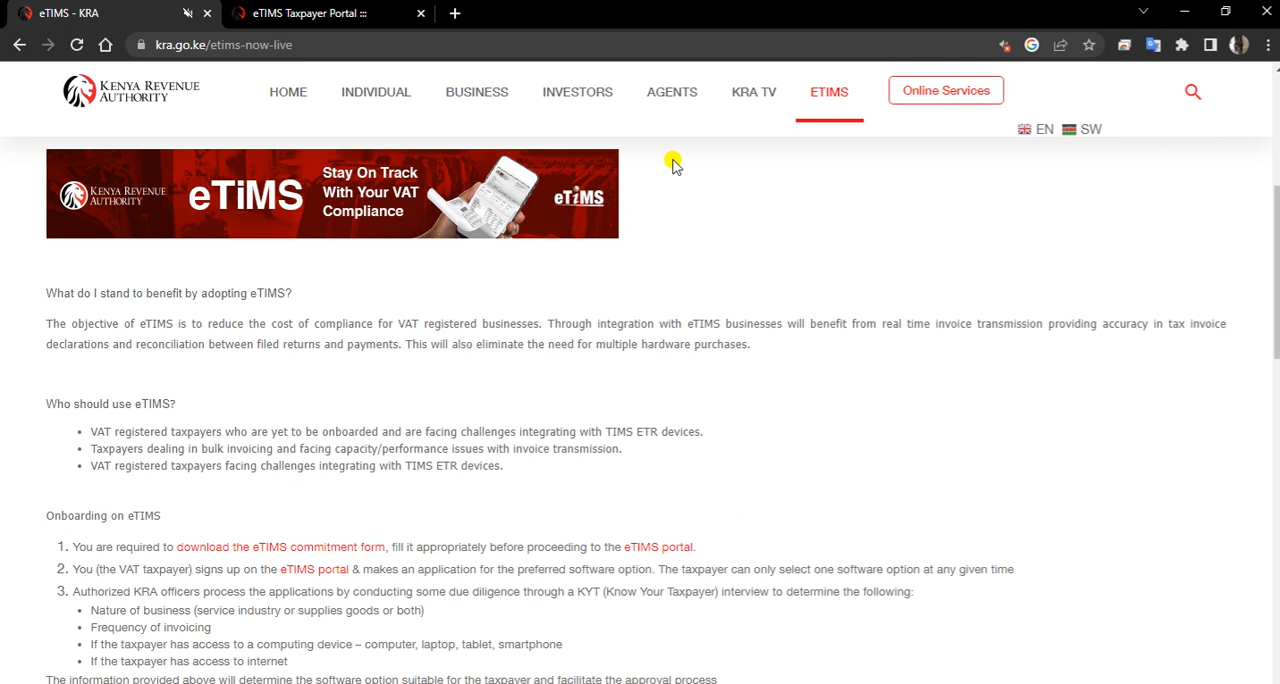 eTIMS - KRA
eTIMS Taxpayer Portal :::
kra.go.ke/etims-now-live
KENYA REVENUE
AUTHORITY
HOME INDIVIDUAL BUSINESS INVESTORS AGENTS KRA TV ETIMS Online Services
EN SW
KENYA REVENUE
AUTHORITY
eTiMS
Stay On Track
With Your VAT
Compliance
eTiMS
What do I stand to benefit by adopting eTIMS?
The objective of eTIMS is to reduce the cost of compliance for VAT registered businesses. Through integration with eTIMS businesses will benefit from real time invoice transmission providing accuracy in tax invoice
declarations and reconciliation between filed returns and payments. This will also eliminate the need for multiple hardware purchases.
Who should use eTIMS?
• VAT registered taxpayers who are yet to be onboarded and are facing challenges integrating with TIMS ETR devices.
• Taxpayers dealing in bulk invoicing and facing capacity/performance issues with invoice transmission.
• VAT registered taxpayers facing challenges integrating with TIMS ETR devices.
Onboarding on eTIMS
1. You are required to download the eTIMS commitment form, fill it appropriately before proceeding to the eTIMS portal.
2. You (the VAT taxpayer) signs up on the eTIMS portal & makes an application for the preferred software option. The taxpayer can only select one software option at any given time
3. Authorized KRA officers process the applications by conducting some due diligence through a KYT (Know Your Taxpayer) interview to determine the following:
• Nature of business (service industry or supplies goods or both)
• Frequency of invoicing
• If the taxpayer has access to a computing device – computer, laptop, tablet, smartphone
• If the taxpayer has access to internet
The information provided above will determine the software option suitable for the taxpayer and facilitate the approval process